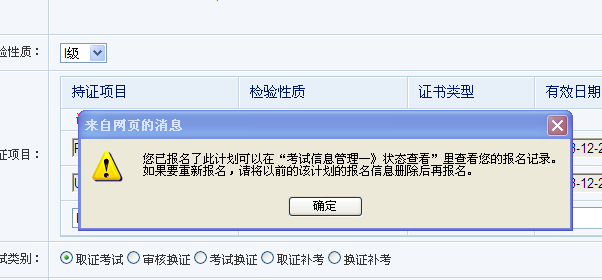 验性质：
I级
持证项目
检验性质
证书类型
有效日期
来自网页的消息
证项目：
您已报名了此计划可以在“考试信息管理一》状态查看”里查看您的报名记录。
如果要重新报名，请将以前的该计划的报名信息删除后再报名。
确定
试类别：
取证考试
审核换证
考试换证
取证补考
换证补考